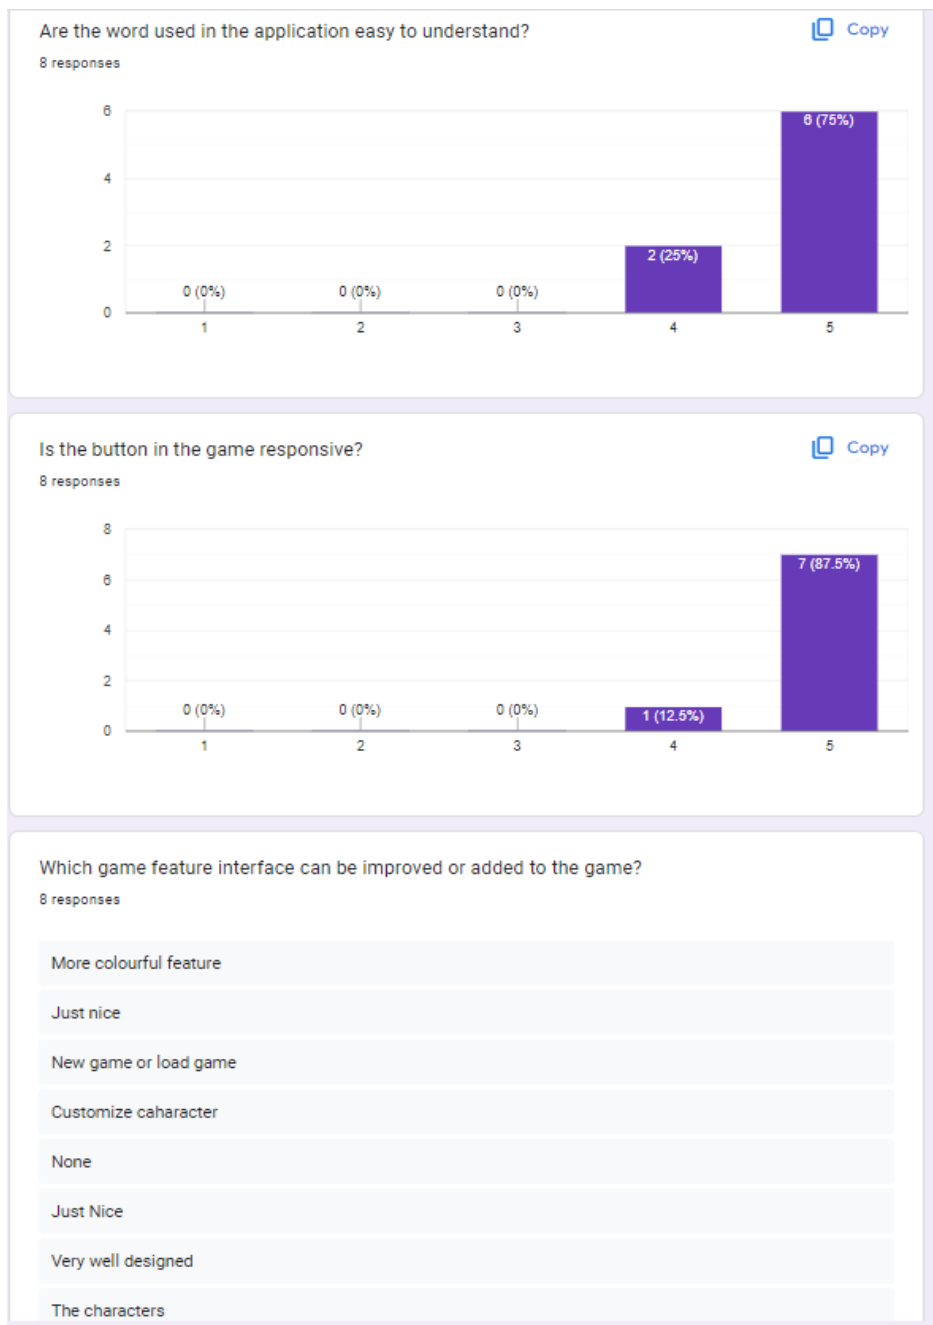 Are the word used in the application easy to understand?
Copy
8 responses
6
4
2
0
0 (0%)
0 (0%)
0 (0%)
2 (25%)
6 (75%)
1
2
3
4
5
Is the button in the game responsive?
Copy
8 responses
8
6
4
2
0
0 (0%)
0 (0%)
0 (0%)
1 (12.5%)
7 (87.5%)
1
2
3
4
5
Which game feature interface can be improved or added to the game?
8 responses
More colourful feature
Just nice
New game or load game
Customize caharacter
None
Just Nice
Very well designed
The characters